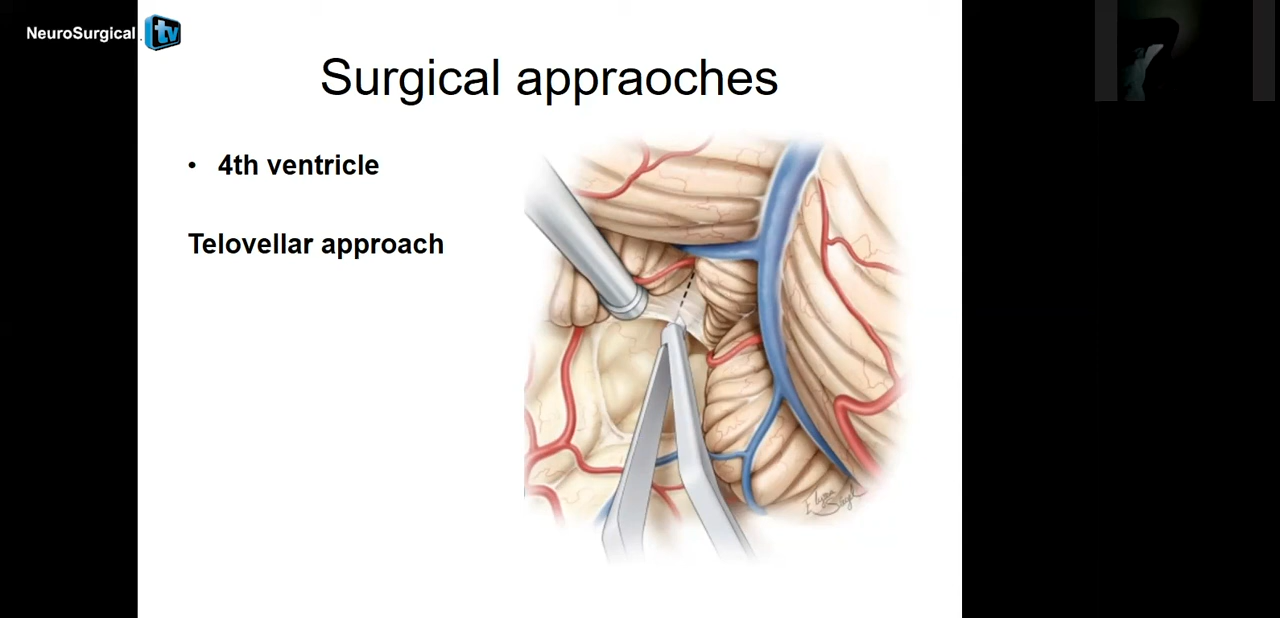 NeuroSurgical tv
Surgical appraoches
• 4th ventricle
Telovellar approach